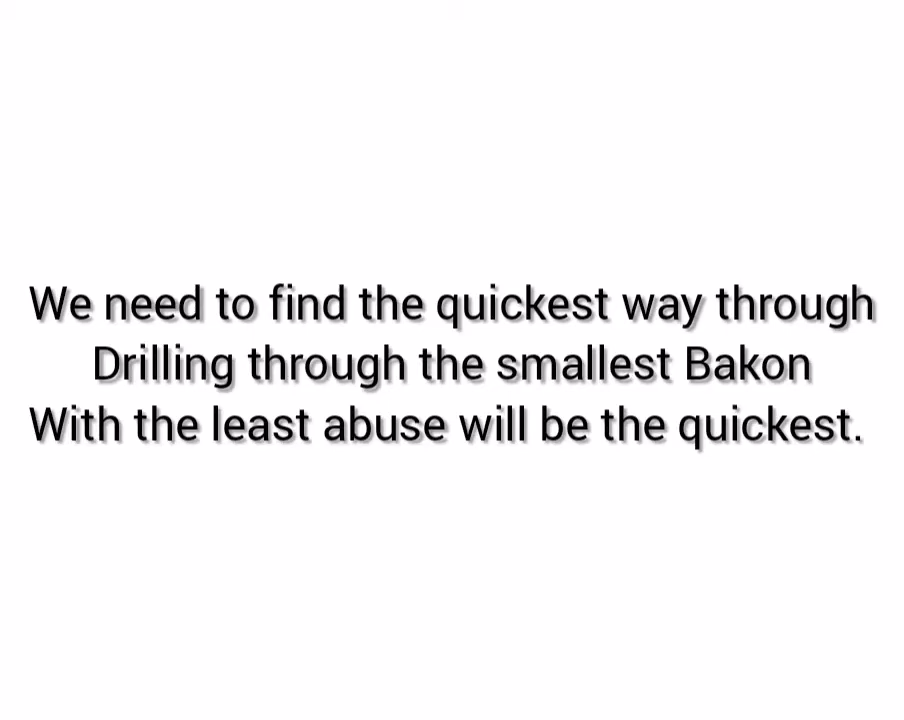 We need to find the quickest way through
Drilling through the smallest Bakon
With the least abuse will be the quickest.